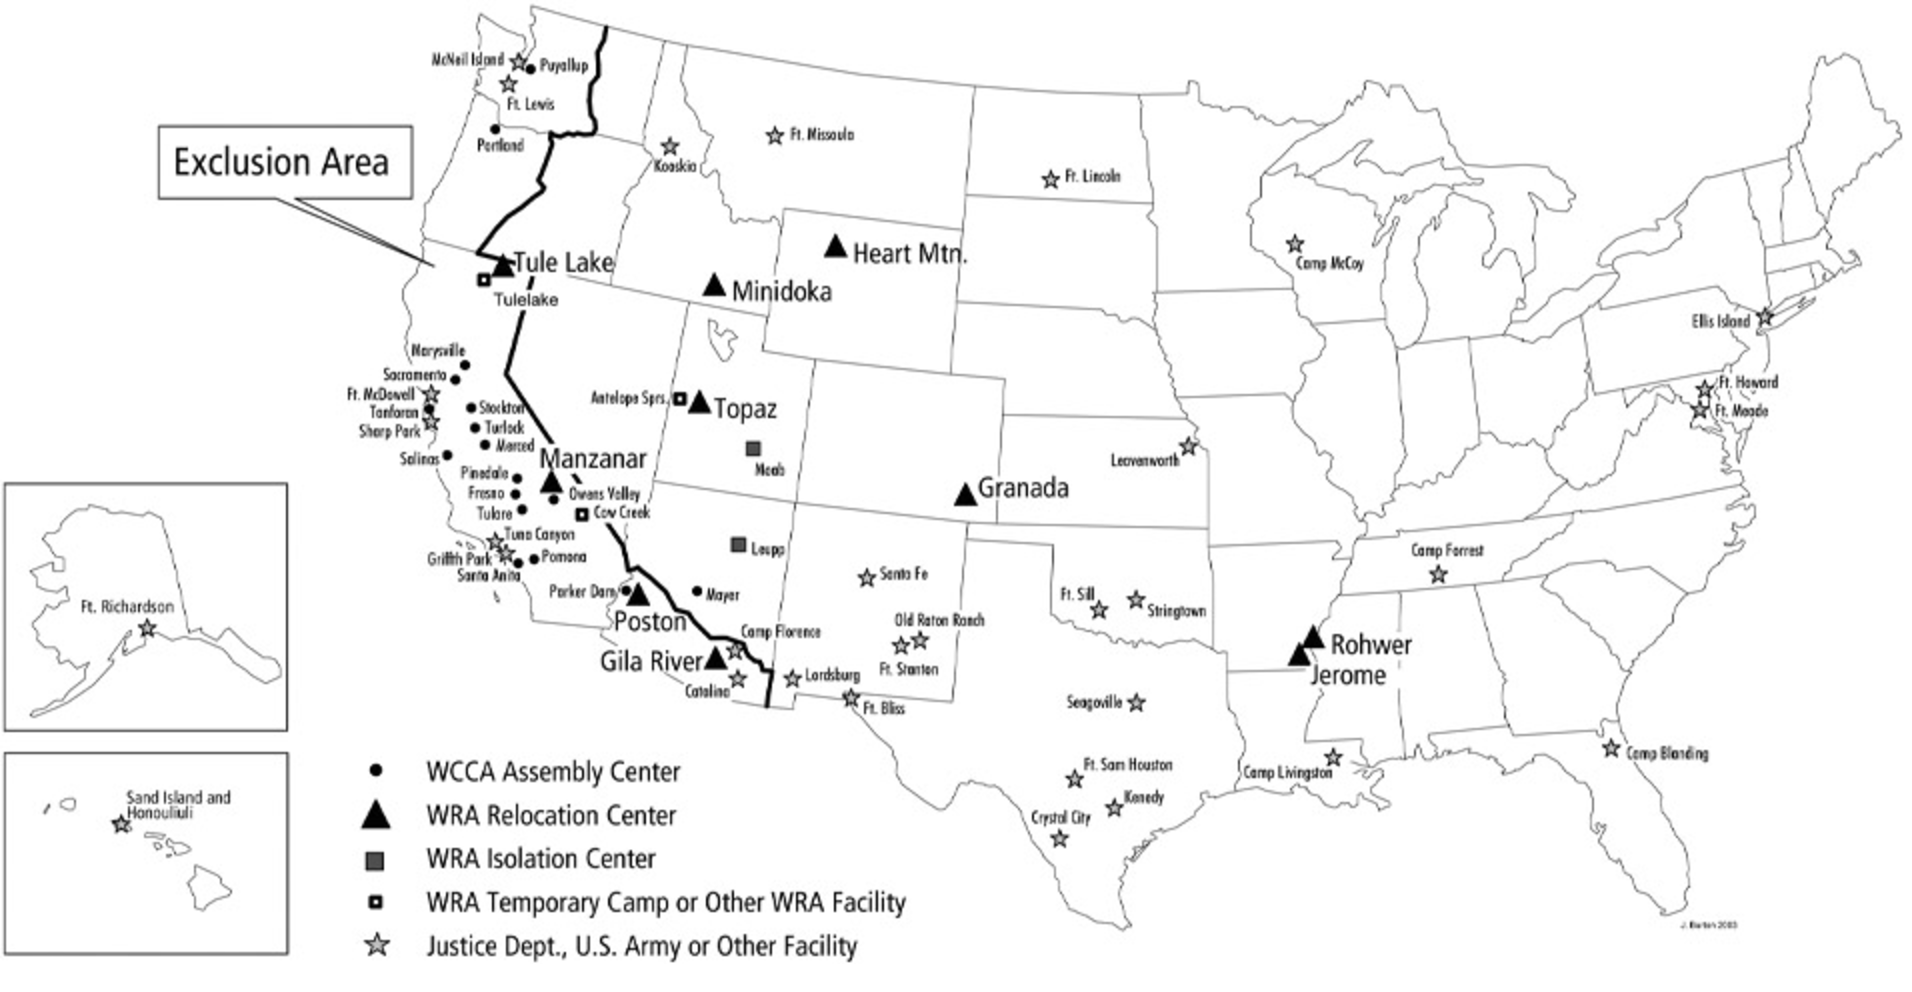 McNeil Island
Puyallup
Ft. Lewis
Portland
Exclusion Area
Kooskia
Ft. Missoula
Ft. Lincoln
Camp McCoy
Tule Lake
Tulelake
Minidoka
Heart Mtn.
Ellis Island
Marysville
Sacramento
Ft. McDowell
Tanforan
Sharp Park
Stockton
Turlock
Merced
Salinas
Antelope Sprs.
Topaz
Moab
Ft. Howard
Ft. Meade
Leavenworth
Manzanar
Pinedale
Fresno
Tulare
Owens Valley
Cow Creek
Granada
Tuna Canyon
Griffith Park
Santa Anita
Pomona
Leupp
Camp Forrest
Parker Dam
Poston
Mayer
Santa Fe
Ft. Sill
Stringtown
Camp Florence
Old Raton Ranch
Ft. Stanton
Gila River
Catalina
Lordsburg
Ft. Bliss
Rohwer
Jerome
Seagoville
Ft. Sam Houston
Kenedy
Crystal City
Camp Livingston
Camp Blanding
Ft. Richardson
Sand Island and
Honouliuli
WCCA Assembly Center
WRA Relocation Center
WRA Isolation Center
WRA Temporary Camp or Other WRA Facility
Justice Dept., U.S. Army or Other Facility
J. Burton 2003